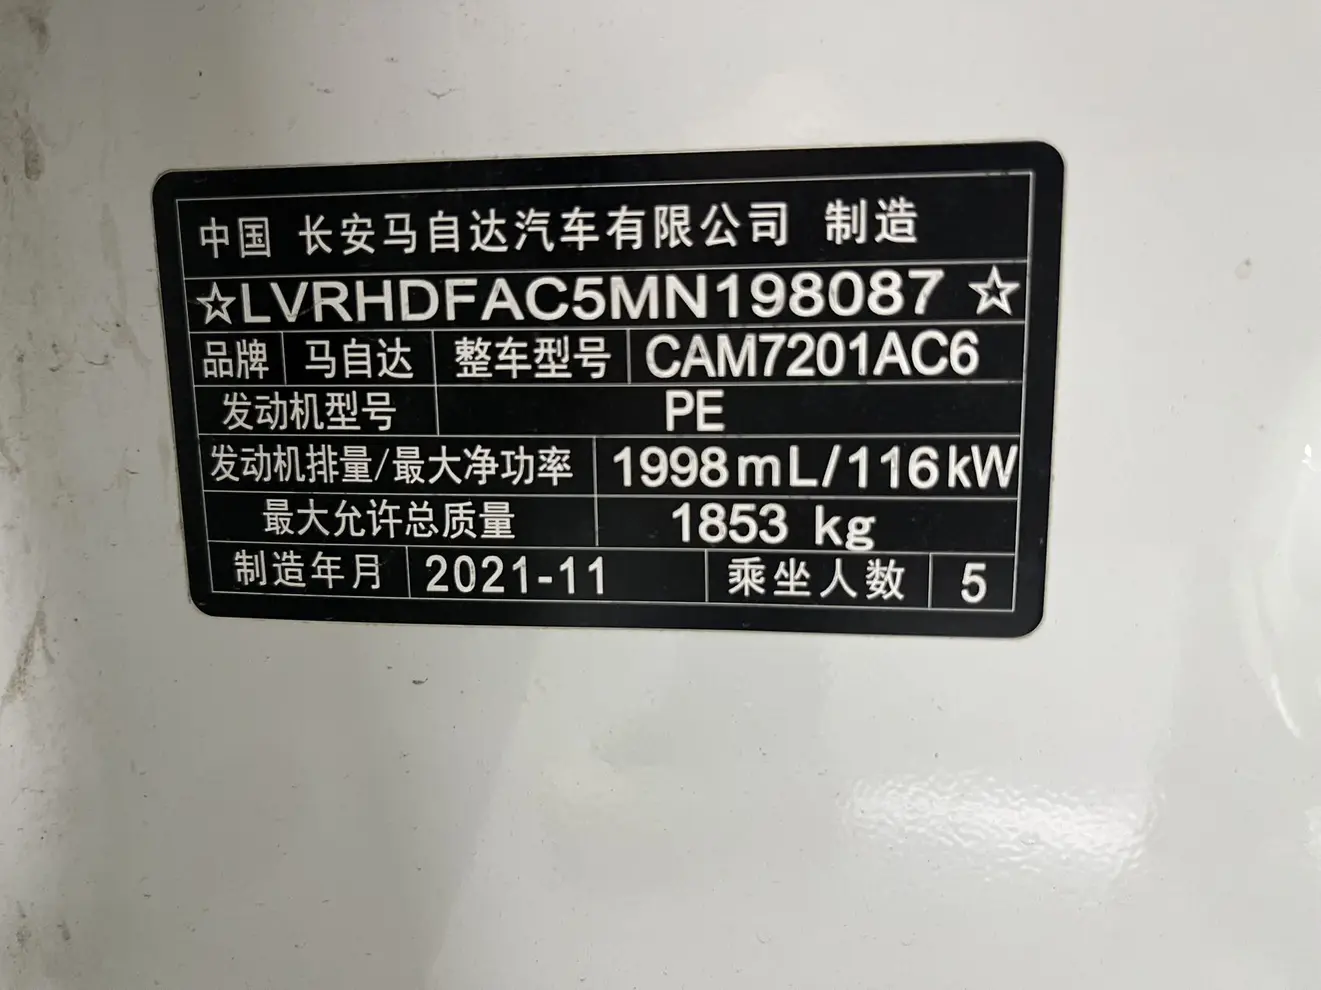 中国 长安马自达汽车有限公司 制造
☆LVRHDFAC5MN198087☆
品牌 马自达 整车型号 CAM7201AC6
发动机型号 PE
发动机排量/最大净功率 1998mL/116kW
最大允许总质量 1853 kg
制造年月 2021-11 乘坐人数 5